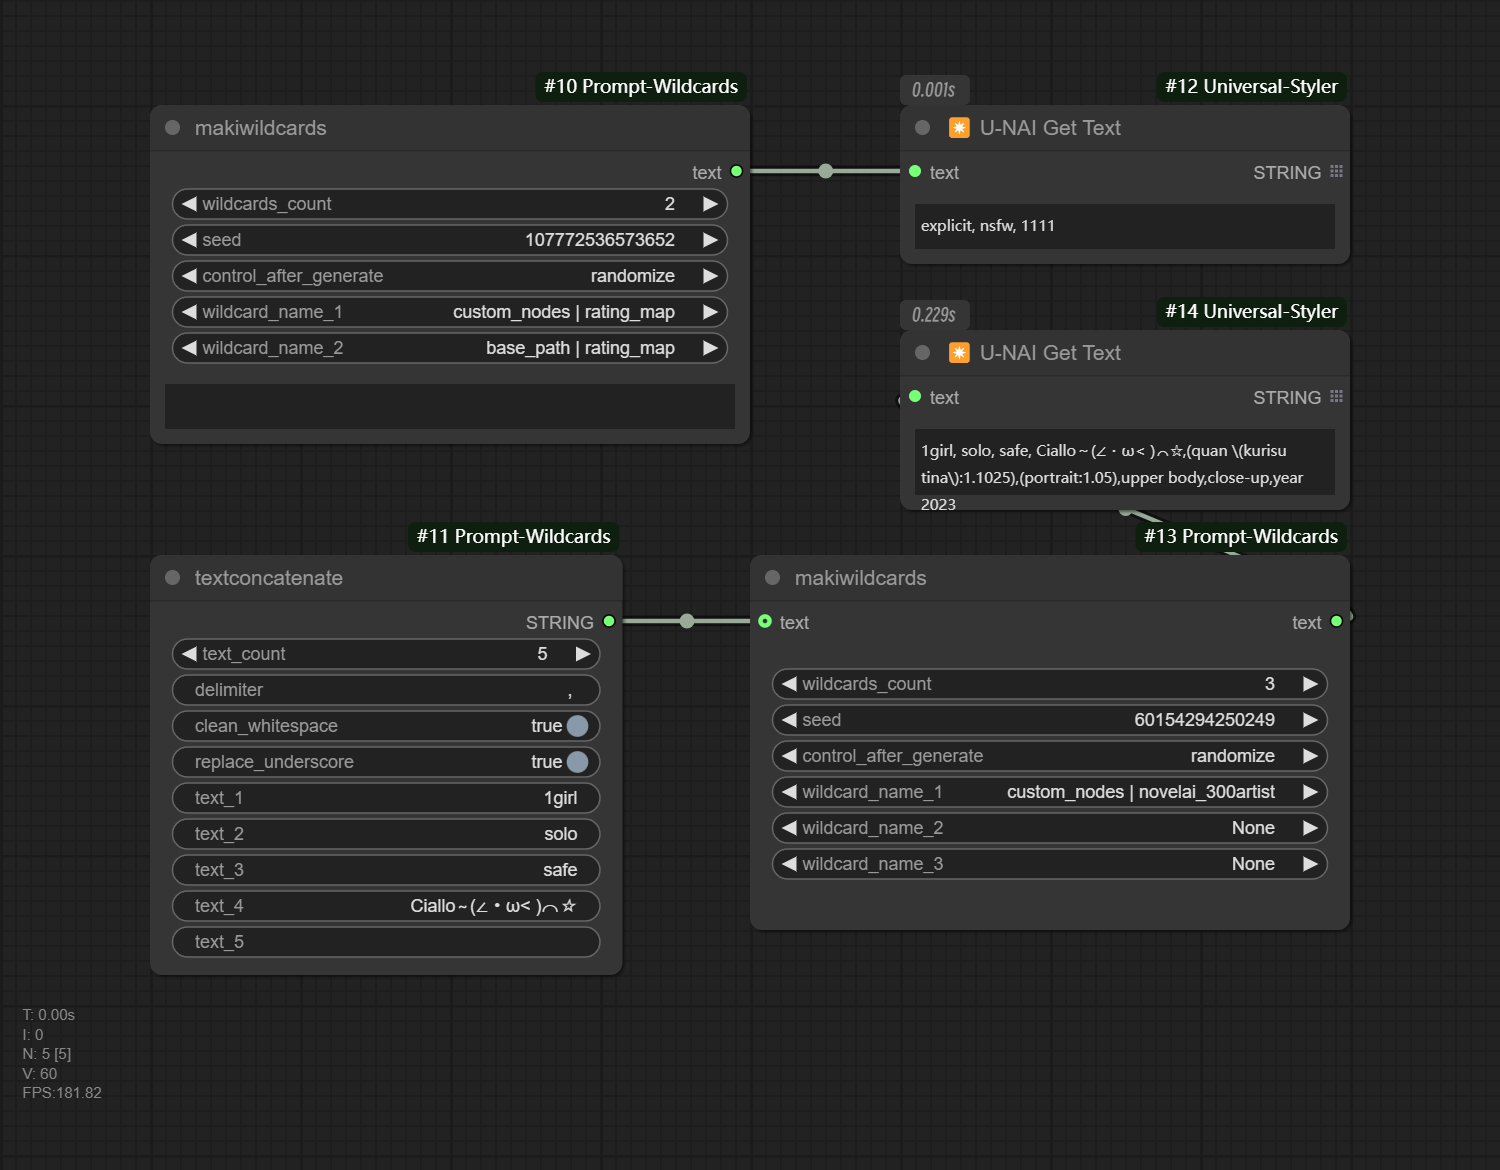 #10 Prompt-Wildcards
makiwildcards
text
wildcards_count 2
seed 107772536573652
control_after_generate randomize
wildcard_name_1 custom_nodes | rating_map
wildcard_name_2 base_path | rating_map
0.001s
#12 Universal-Styler
U-NAI Get Text
text STRING
explicit, nsfw, 1111
0.229s
#14 Universal-Styler
U-NAI Get Text
text STRING
1girl, solo, safe, Ciallo~(∠・ω< )⌒☆,(quan \(kurisu
tina\):1.1025),(portrait:1.05),upper body,close-up,year
2023
#11 Prompt-Wildcards
textconcatenate
STRING
text_count 5
delimiter ,
clean_whitespace true
replace_underscore true
text_1 1girl
text_2 solo
text_3 safe
text_4 Ciallo~(∠・ω< )⌒☆
text_5
#13 Prompt-Wildcards
makiwildcards
text text
wildcards_count 3
seed 60154294250249
control_after_generate randomize
wildcard_name_1 custom_nodes | novelai_300artist
wildcard_name_2 None
wildcard_name_3 None
T: 0.00s
I: 0
N: 5 [5]
V: 60
FPS:181.82